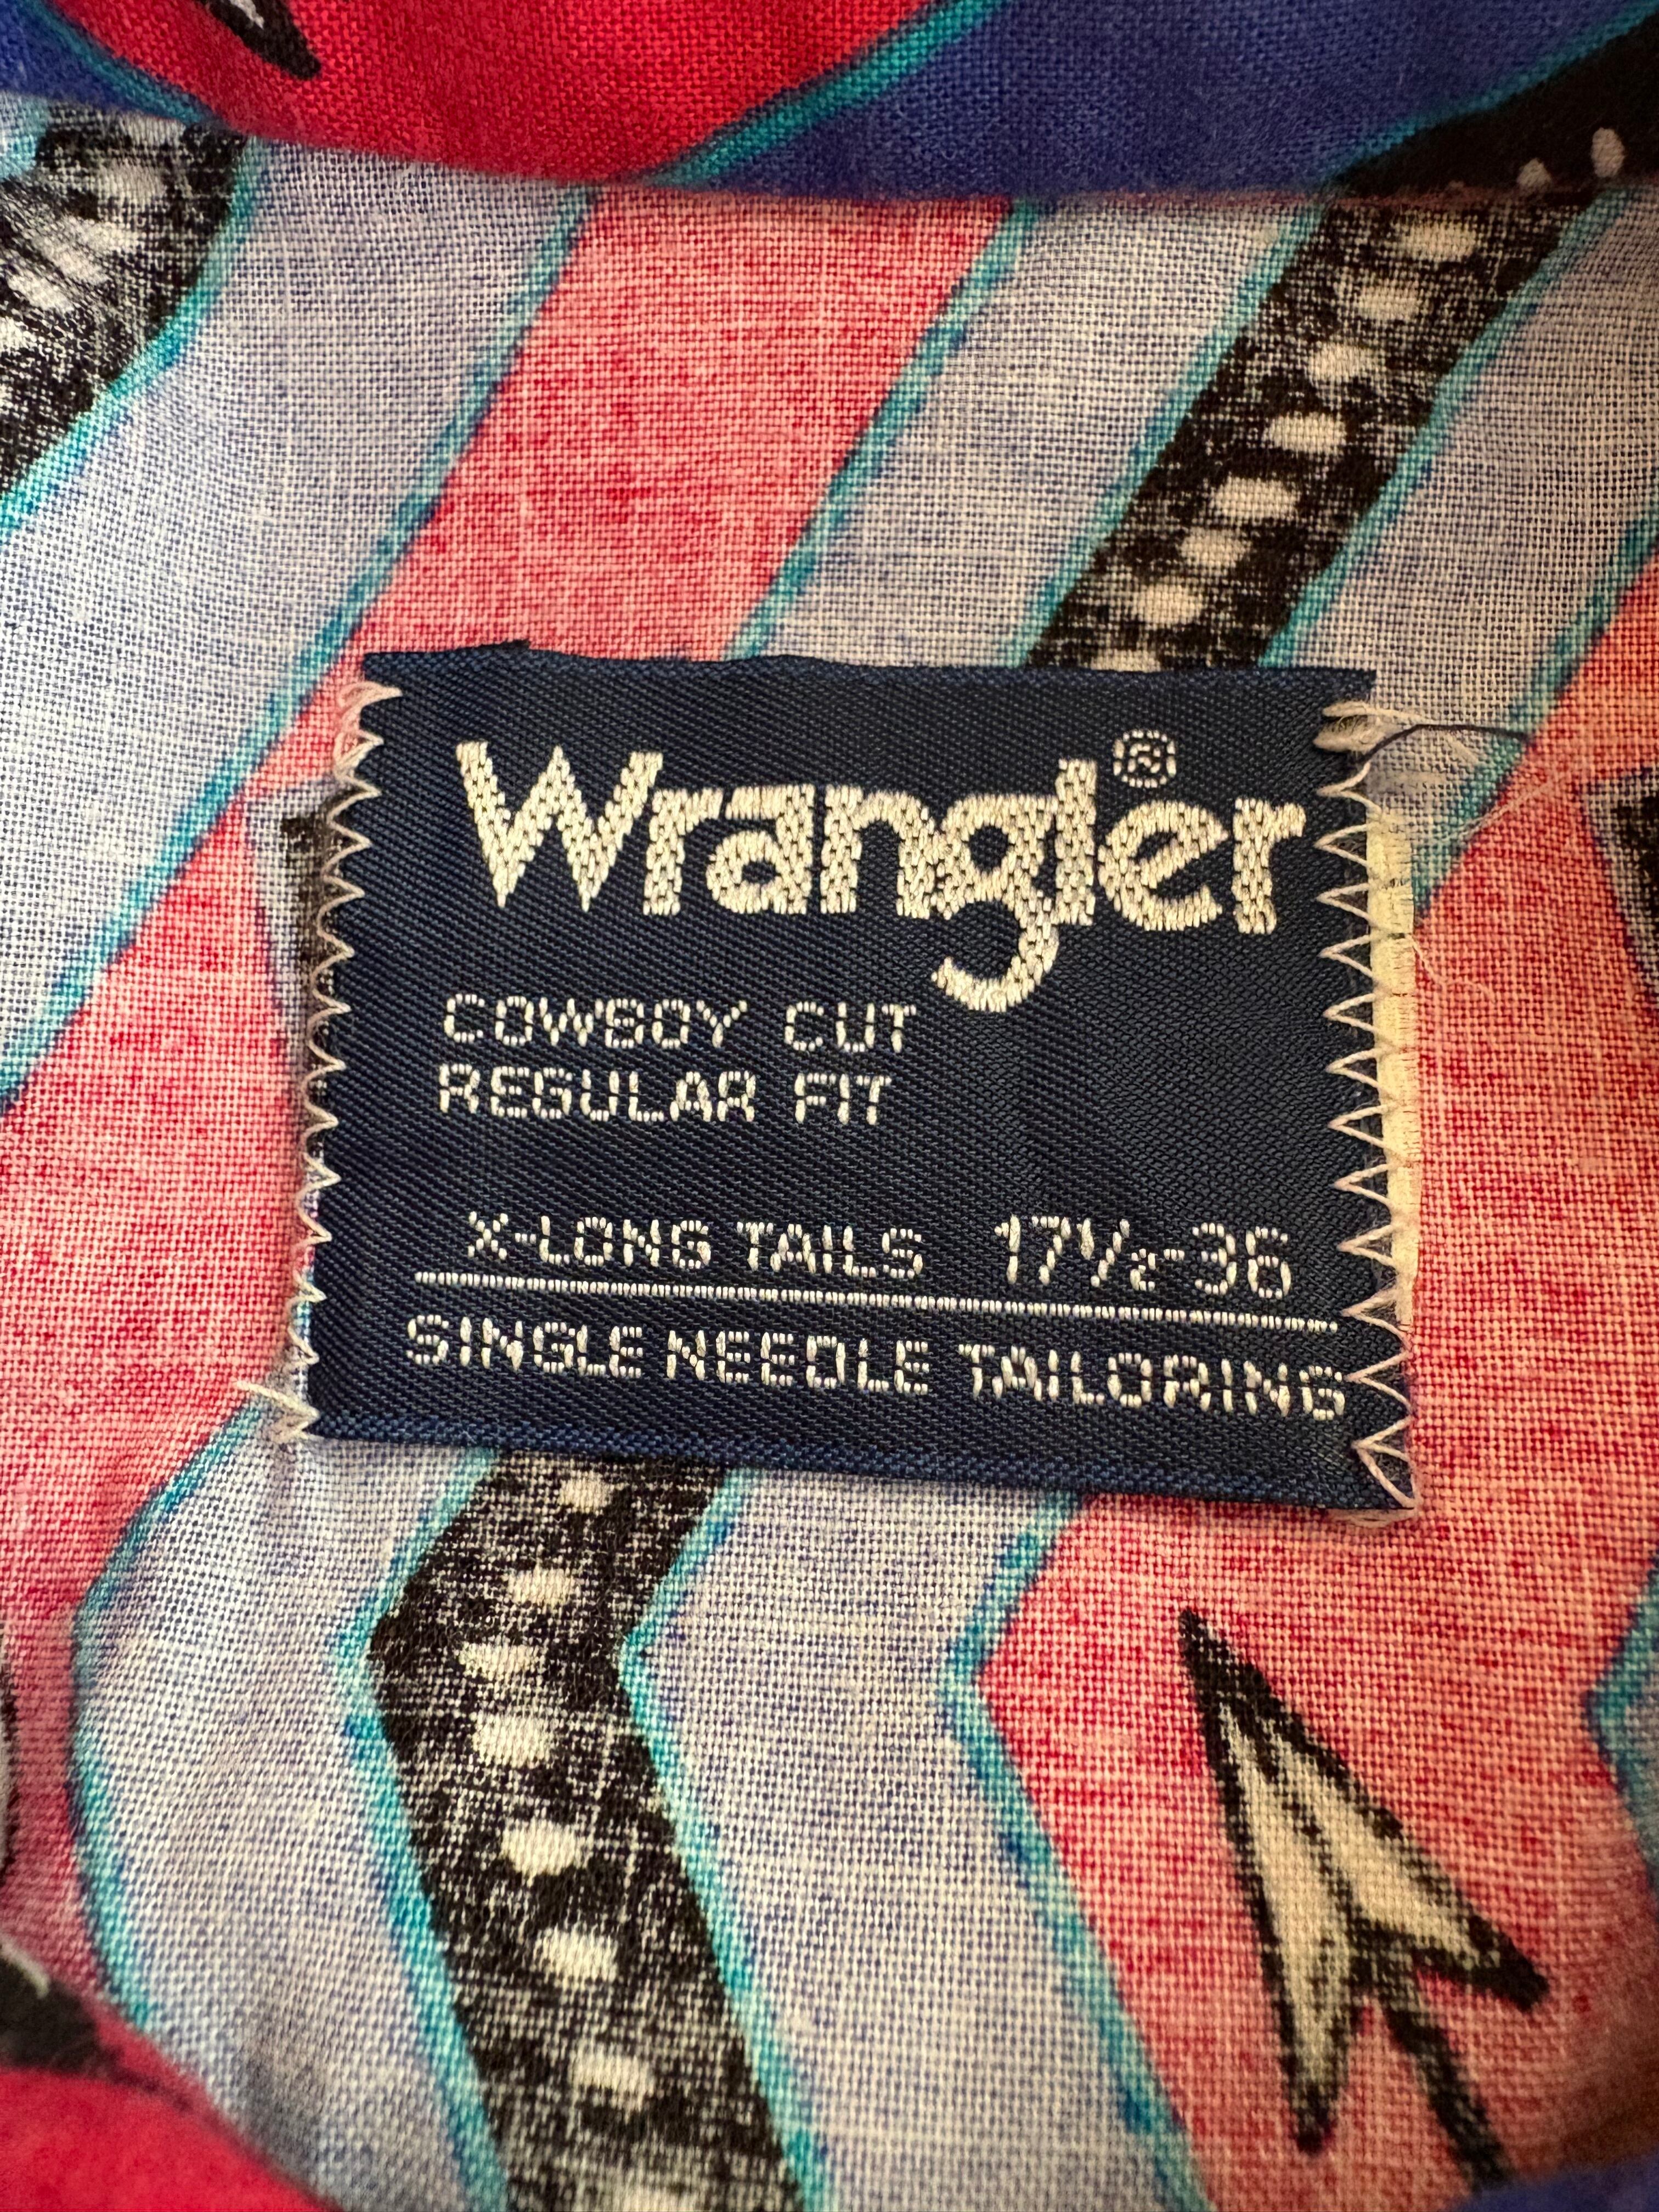 Wrangler®
COWBOY CUT
REGULAR FIT
X-LONG TAILS 17½-36
SINGLE NEEDLE TAILORING